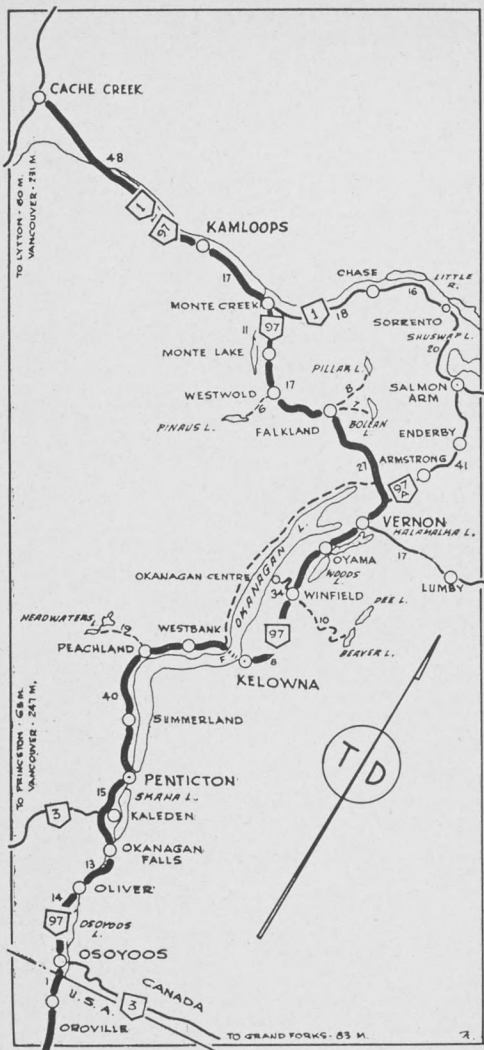 CACHE CREEK
48
TO LYTTON - 60 M.
VANCOUVER - 231 M
1
97
KAMLOOPS
17
CHASE
LITTLE R.
MONTE CREEK
1
18
16
SORRENTO
11
97
SHUSWAP L.
20
MONTE LAKE
PILLAR L.
17
8
SALMON
ARM
WESTWOLD
6
7
BOLEAN
L.
PINAUS L.
FALKLAND
ENDERBY
ARMSTRONG
41
27
97
A
VERNON
KALAMALKA L.
OKANAGAN L.
OYAMA
17
WOODS
L.
LUMBY
OKANAGAN CENTRE
34
WINFIELD
DEE L.
HEADWATERS
L.
10
19
WESTBANK
97
BEAVER L.
PEACHLAND
F
8
KELOWNA
40
TO PRINCETON - 68 M.
VANCOUVER - 247 M.
SUMMERLAND
T D
PENTICTON
15
SKAHA L.
3
KALEDEN
OKANAGAN
FALLS
13
OLIVER
14
97
OSOYOOS
L.
OSOYOOS
CANADA
U.S.A.
3
1
OROVILLE
TO GRAND FORKS - 83 M.